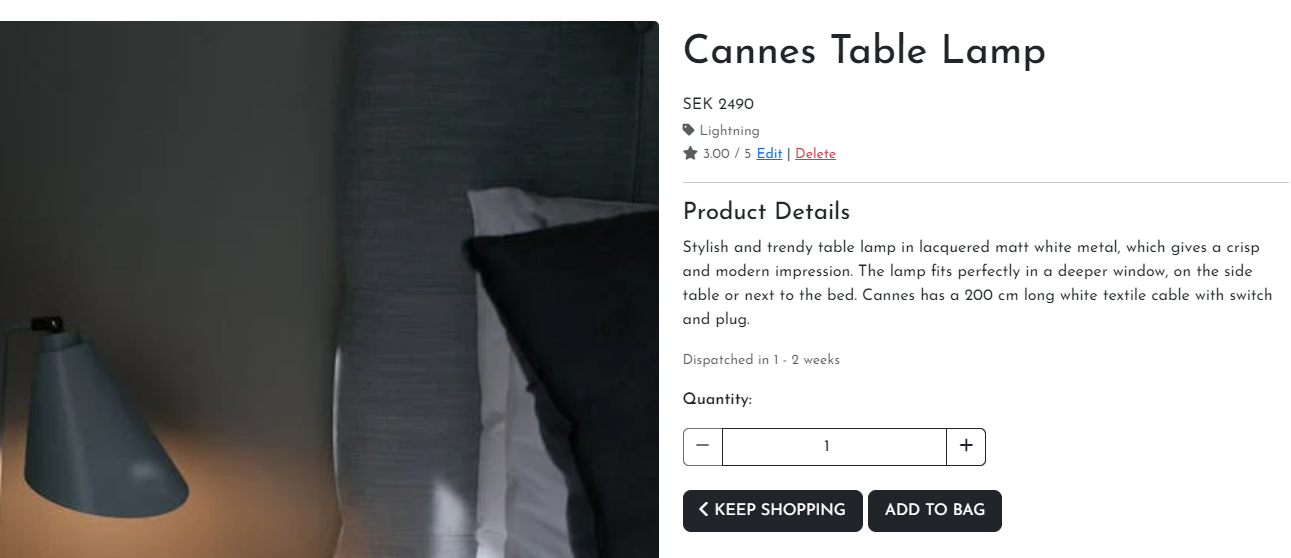 Cannes Table Lamp
SEK 2490
Lightning
3.00 / 5 Edit | Delete
Product Details
Stylish and trendy table lamp in lacquered matt white metal, which gives a crisp
and modern impression. The lamp fits perfectly in a deeper window, on the side
table or next to the bed. Cannes has a 200 cm long white textile cable with switch
and plug.
Dispatched in 1 - 2 weeks
Quantity:
− 1 +
KEEP SHOPPING ADD TO BAG